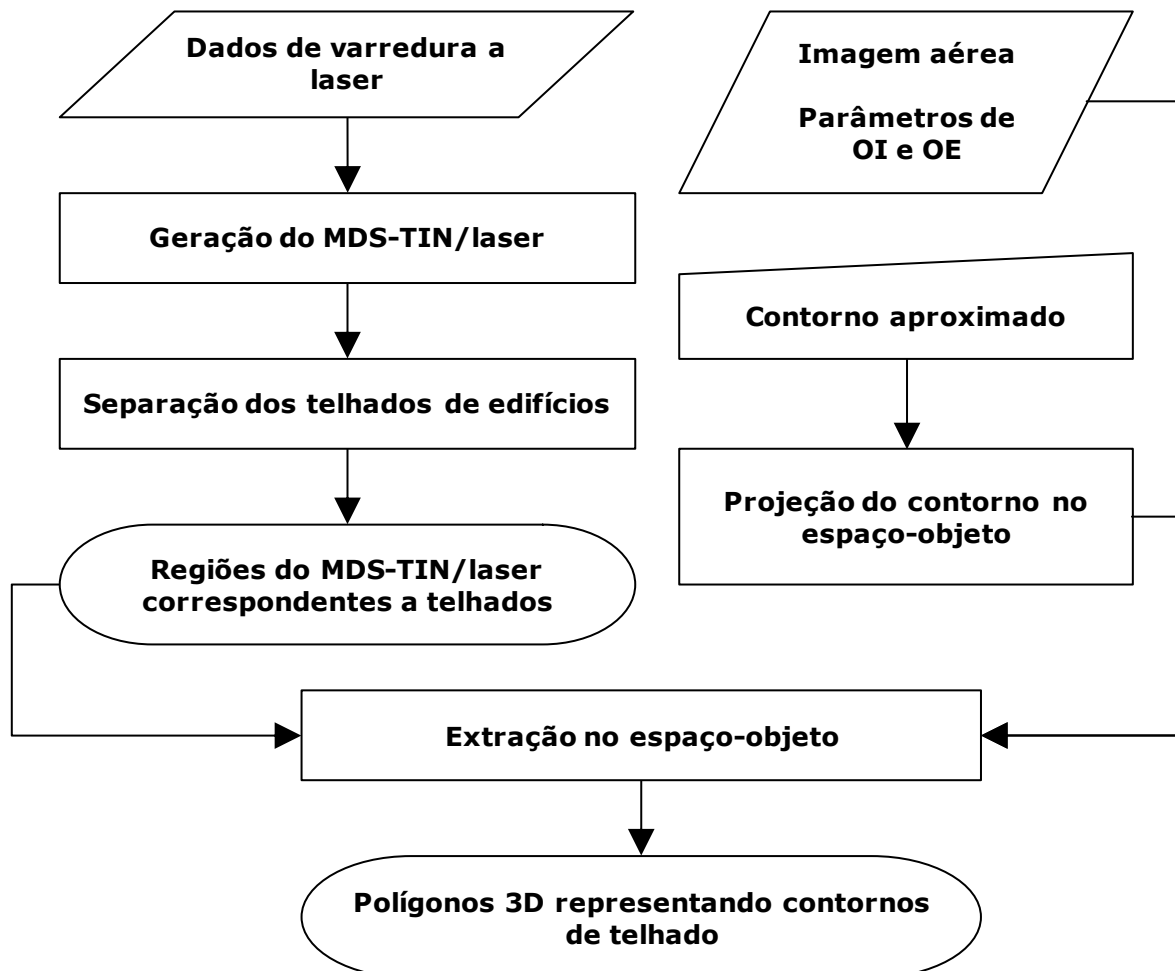 Dados de varredura a
laser
Geração do MDS-TIN/laser
Separação dos telhados de edifícios
Regiões do MDS-TIN/laser
correspondentes a telhados
Imagem aérea
Parâmetros de
OI e OE
Contorno aproximado
Projeção do contorno no
espaço-objeto
Extração no espaço-objeto
Polígonos 3D representando contornos
de telhado